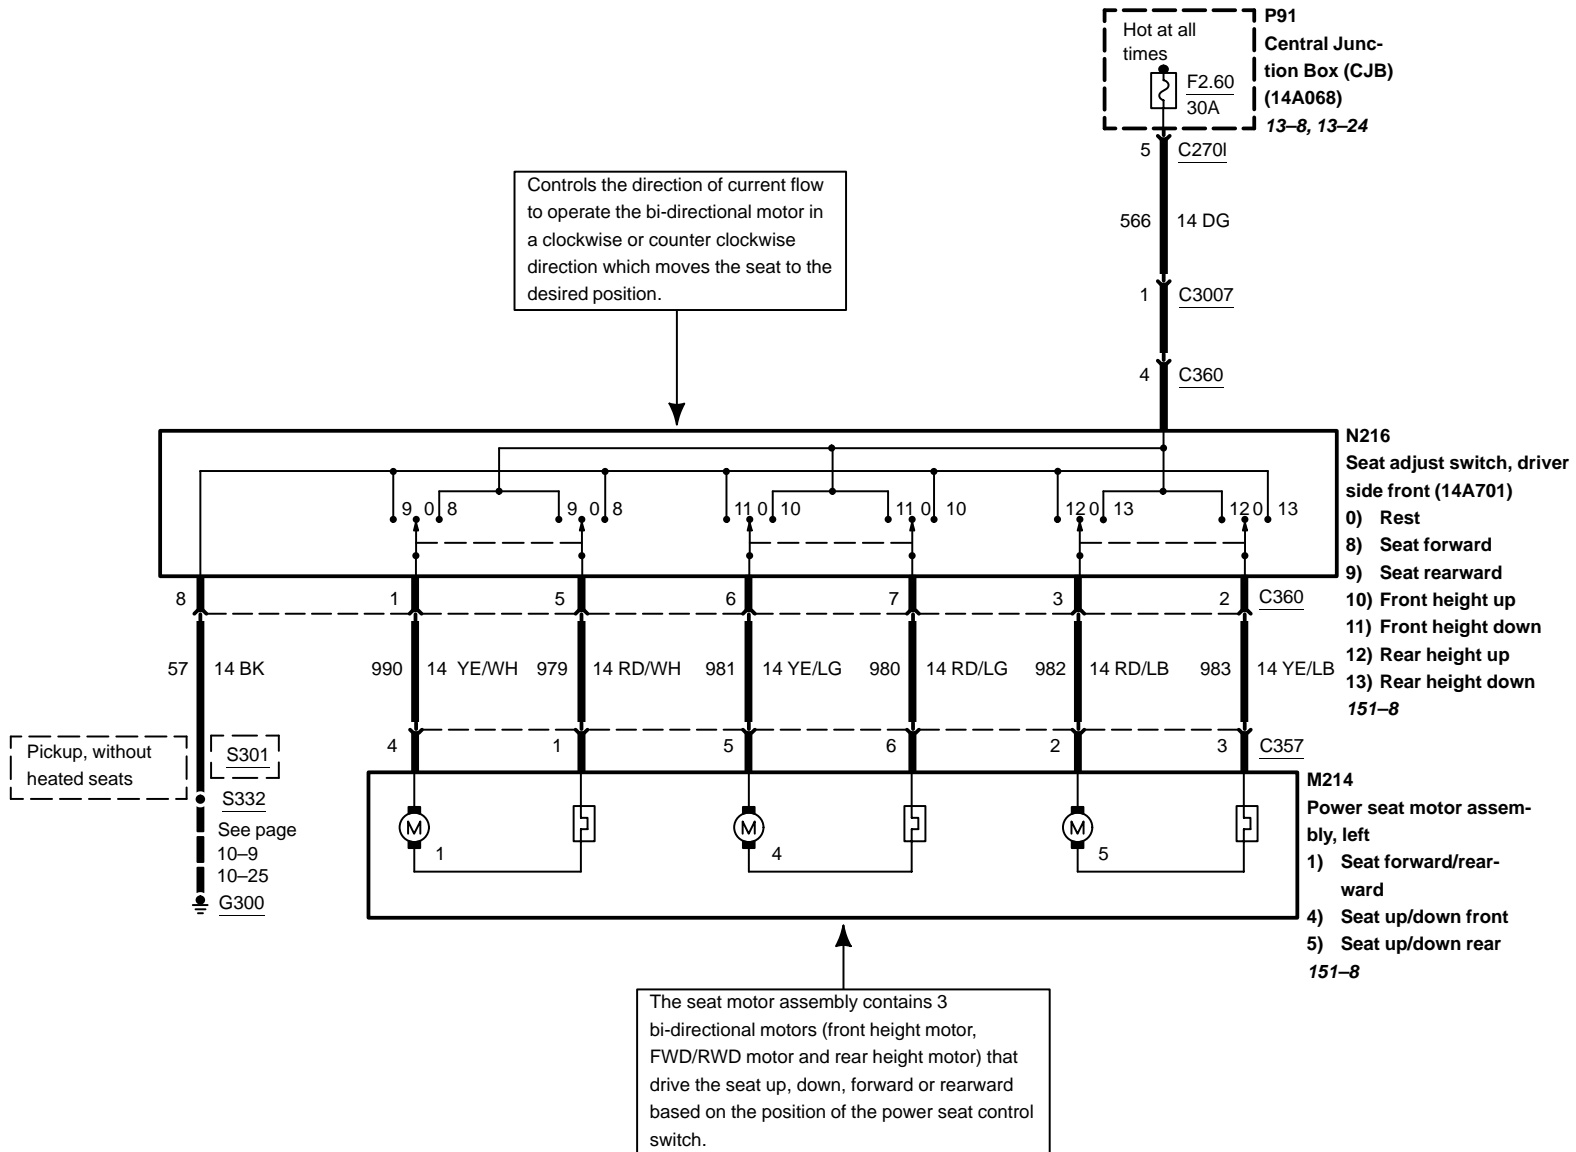 Hot at all
times
F2.60
30A
P91
Central Junc-
tion Box (CJB)
(14A068)
13–8, 13–24
5 C270l
566 14 DG
1 C3007
4 C360
Controls the direction of current flow
to operate the bi-directional motor in
a clockwise or counter clockwise
direction which moves the seat to the
desired position.
9 0 8 9 0 8 11 0 10 11 0 10 12 0 13 12 0 13
N216
Seat adjust switch, driver
side front (14A701)
0) Rest
8) Seat forward
9) Seat rearward
10) Front height up
11) Front height down
12) Rear height up
13) Rear height down
151–8
8 1 5 6 7 3 2 C360
57 14 BK 990 14 YE/WH 979 14 RD/WH 981 14 YE/LG 980 14 RD/LG 982 14 RD/LB 983 14 YE/LB
4 1 5 6 2 3 C357
Pickup, without
heated seats
S301
S332
See page
10–9
10–25
G300
M M M
1 4 5
M214
Power seat motor assem-
bly, left
1) Seat forward/rear-
ward
4) Seat up/down front
5) Seat up/down rear
151–8
The seat motor assembly contains 3
bi-directional motors (front height motor,
FWD/RWD motor and rear height motor) that
drive the seat up, down, forward or rearward
based on the position of the power seat control
switch.